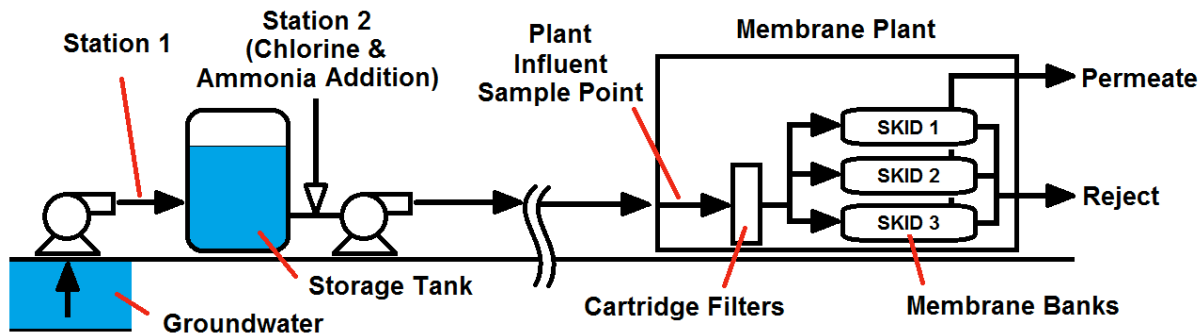 Station 1
Station 2
(Chlorine &
Ammonia Addition)
Plant
Influent
Sample Point
Membrane Plant
Permeate
SKID 1
SKID 2
Reject
SKID 3
Storage Tank
Cartridge Filters
Membrane Banks
Groundwater